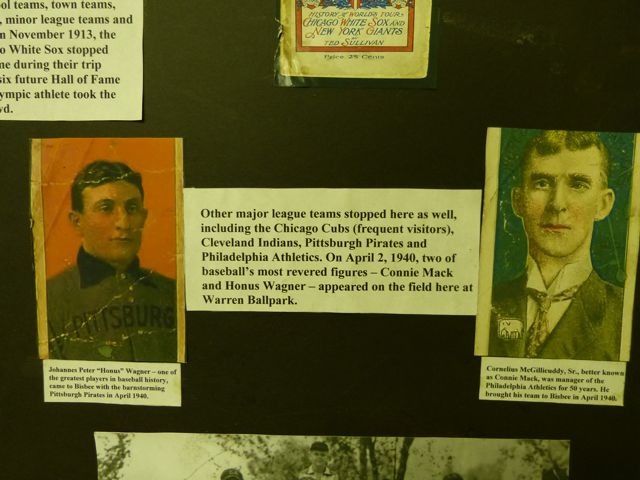 ol teams, town teams,
, minor league teams and
n November 1913, the
o White Sox stopped
me during their trip
six future Hall of Fame
lympic athlete took the
wd.
HISTORY of WORLD'S TOUR
CHICAGO WHITE SOX AND
NEW YORK GIANTS
BY
TED SULLIVAN
Price 25 Cents
PITTSBURG
Other major league teams stopped here as well,
including the Chicago Cubs (frequent visitors),
Cleveland Indians, Pittsburgh Pirates and
Philadelphia Athletics. On April 2, 1940, two of
baseball's most revered figures – Connie Mack
and Honus Wagner – appeared on the field here at
Warren Ballpark.
Johannes Peter "Honus" Wagner – one of
the greatest players in baseball history,
came to Bisbee with the barnstorming
Pittsburgh Pirates in April 1940.
Cornelius McGillicuddy, Sr., better known
as Connie Mack, was manager of the
Philadelphia Athletics for 50 years. He
brought his team to Bisbee in April 1940.